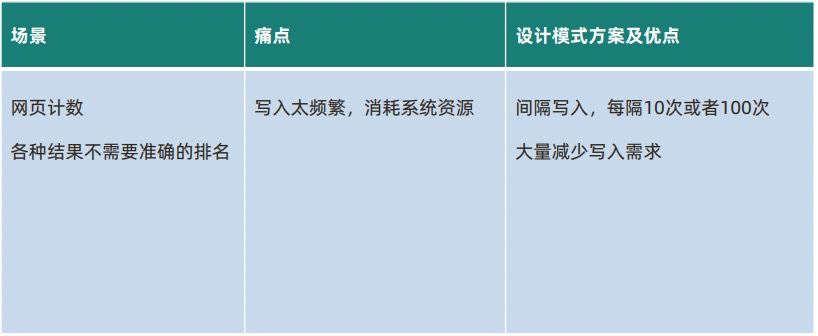 场景
痛点
设计模式方案及优点
网页计数
各种结果不需要准确的排名
写入太频繁，消耗系统资源
间隔写入，每隔10次或者100次
大量减少写入需求